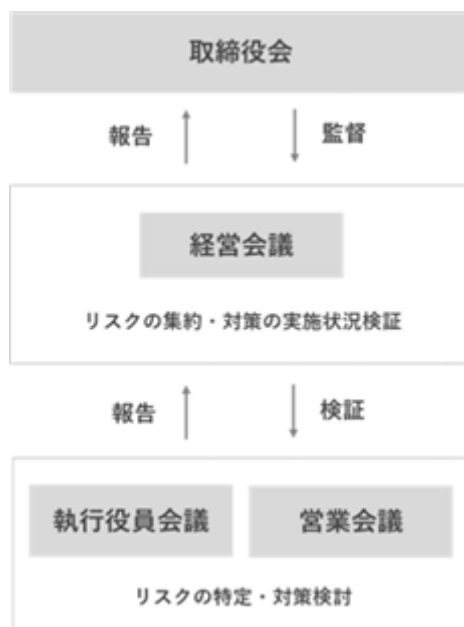 取締役会
報告 監督
経営会議
リスクの集約・対策の実施状況検証
報告 検証
執行役員会議 営業会議
リスクの特定・対策検討